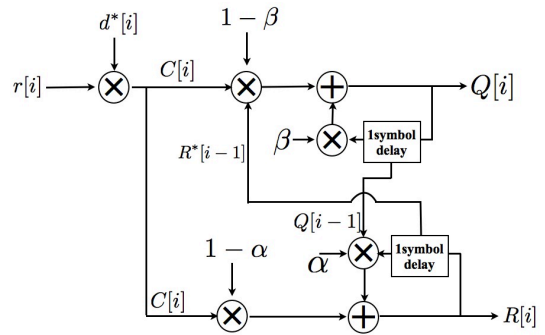 d*[i]
1 − β
r[i]
C[i]
Q[i]
β
1symbol
delay
R*[i − 1]
Q[i − 1]
1 − α
α
1symbol
delay
C[i]
R[i]